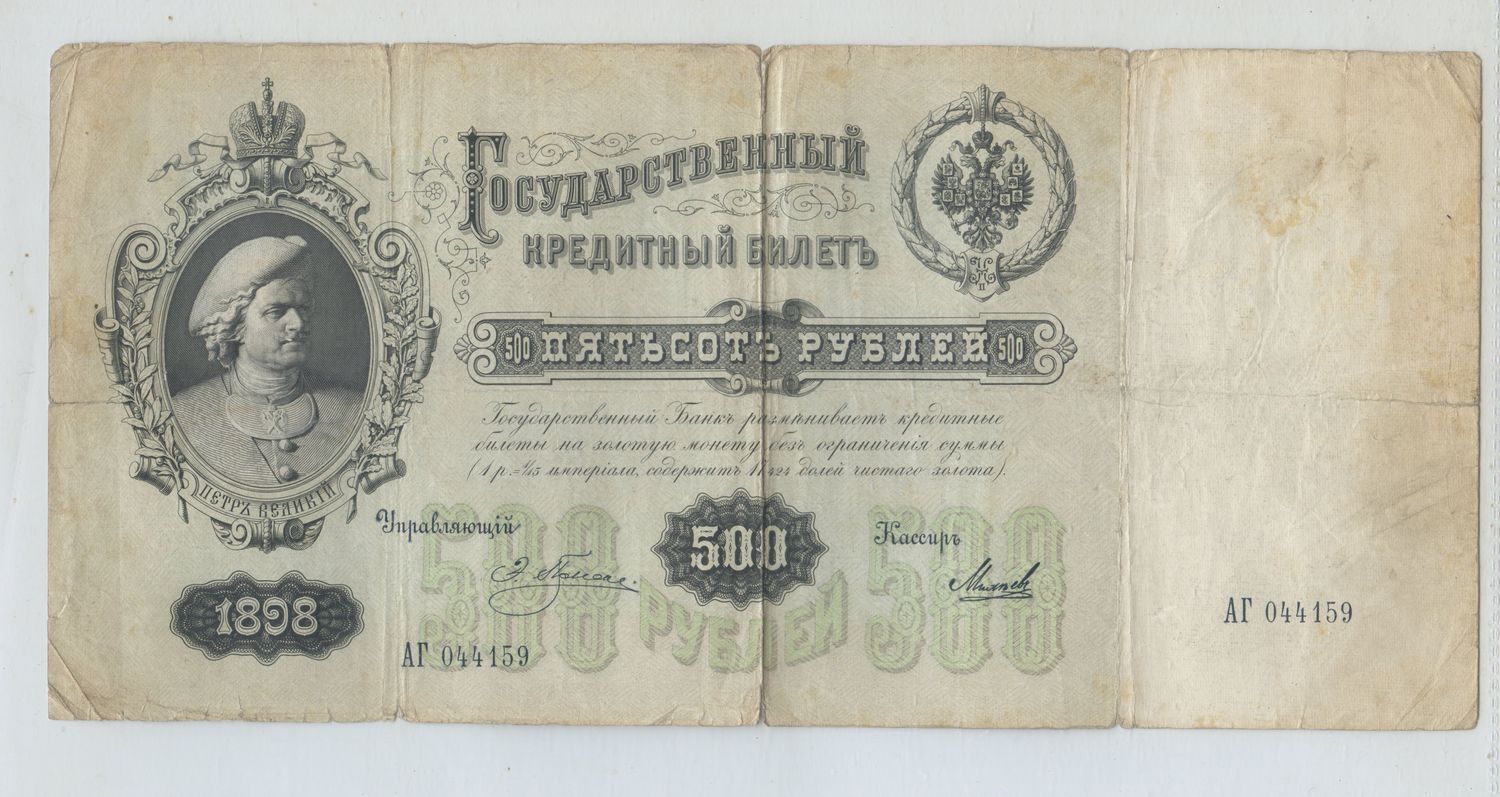 Государственный
кредитный билетъ
500 ПЯТЬСОТЪ РУБЛЕЙ 500
Государственный Банкъ размѣниваетъ кредитные
билеты на золотую монету безъ ограниченія суммы
(1 р.=1/15 имперіала, содержитъ 17,424 долей чистаго золота).
ПЕТРЪ ВЕЛИКІЙ
Управляющій
500
Кассиръ
500 500
РУБЛЕЙ
1898
АГ 044159
АГ 044159